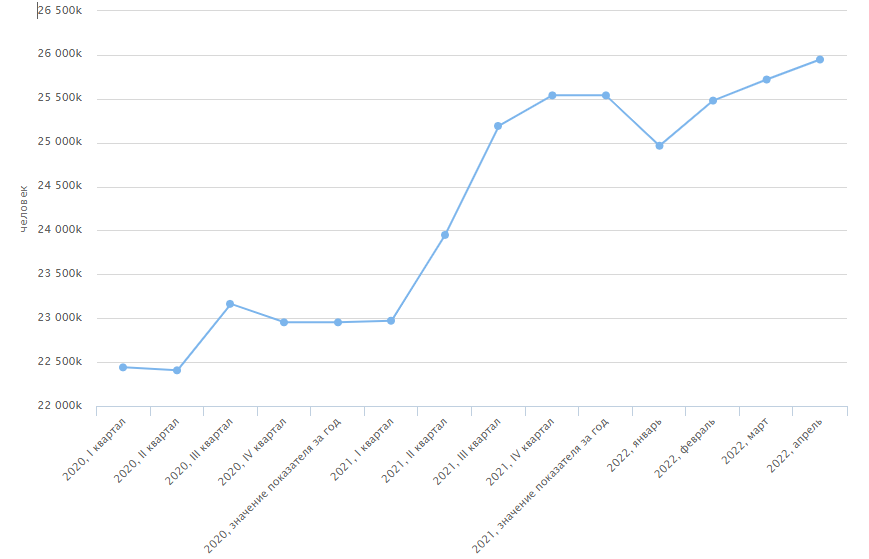 26 500k
26 000k
25 500k
25 000k
24 500k
24 000k
23 500k
23 000k
22 500k
22 000k
человек
2020, I квартал
2020, II квартал
2020, III квартал
2020, IV квартал
2020, значение показателя за год
2021, I квартал
2021, II квартал
2021, III квартал
2021, IV квартал
2021, значение показателя за год
2022, январь
2022, февраль
2022, март
2022, апрель